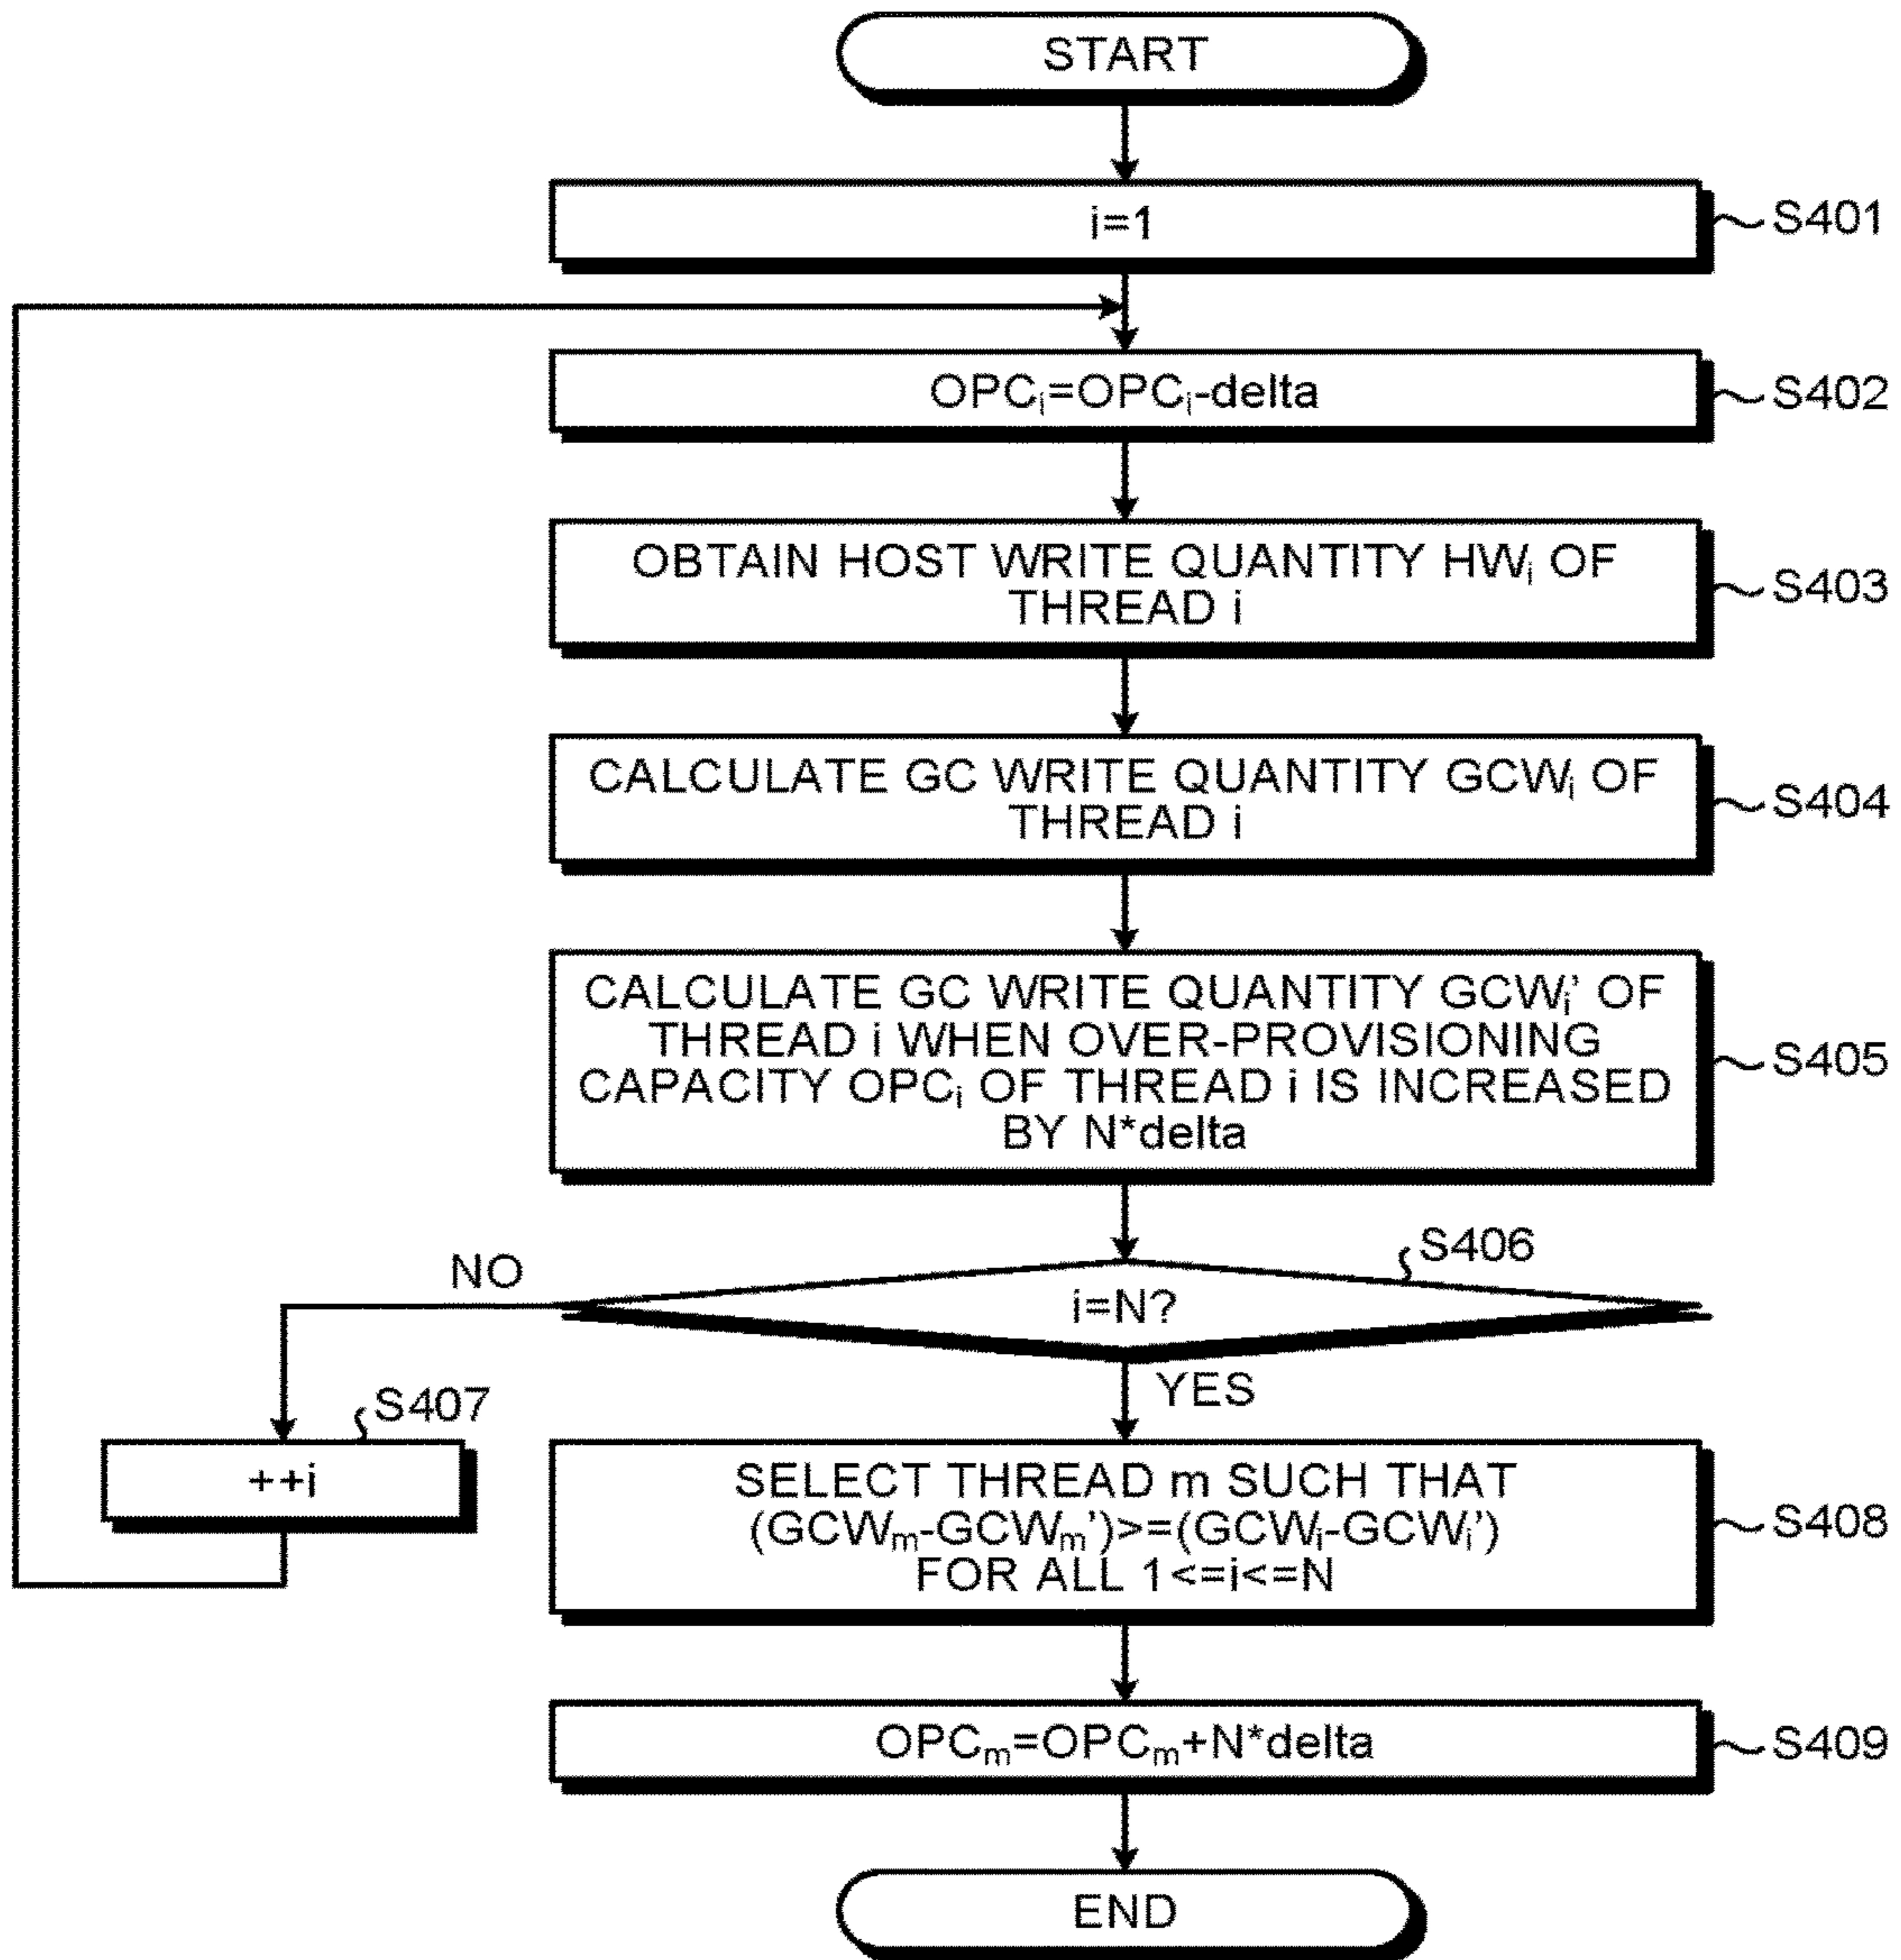 START
i=1
S401
OPCᵢ=OPCᵢ-delta
S402
OBTAIN HOST WRITE QUANTITY HWᵢ OF
THREAD i
S403
CALCULATE GC WRITE QUANTITY GCWᵢ OF
THREAD i
S404
CALCULATE GC WRITE QUANTITY GCWᵢ' OF
THREAD i WHEN OVER-PROVISIONING
CAPACITY OPCᵢ OF THREAD i IS INCREASED
BY N*delta
S405
S406
NO
i=N?
YES
S407
++i
SELECT THREAD m SUCH THAT
(GCWₘ-GCWₘ')>=(GCWᵢ-GCWᵢ')
FOR ALL 1<=i<=N
S408
OPCₘ=OPCₘ+N*delta
S409
END